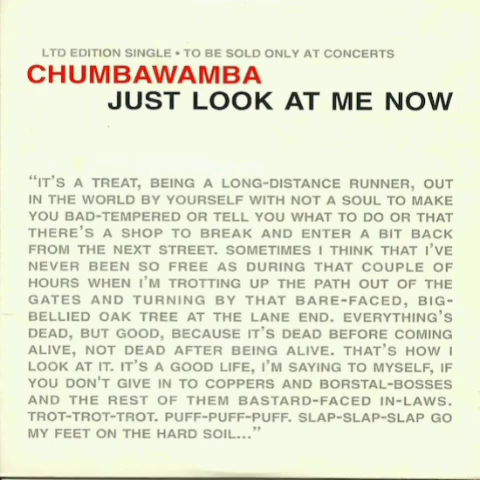 LTD EDITION SINGLE • TO BE SOLD ONLY AT CONCERTS
CHUMBAWAMBA
JUST LOOK AT ME NOW
“IT'S A TREAT, BEING A LONG-DISTANCE RUNNER, OUT
IN THE WORLD BY YOURSELF WITH NOT A SOUL TO MAKE
YOU BAD-TEMPERED OR TELL YOU WHAT TO DO OR THAT
THERE'S A SHOP TO BREAK AND ENTER A BIT BACK
FROM THE NEXT STREET. SOMETIMES I THINK THAT I'VE
NEVER BEEN SO FREE AS DURING THAT COUPLE OF
HOURS WHEN I'M TROTTING UP THE PATH OUT OF THE
GATES AND TURNING BY THAT BARE-FACED, BIG-
BELLIED OAK TREE AT THE LANE END. EVERYTHING'S
DEAD, BUT GOOD, BECAUSE IT'S DEAD BEFORE COMING
ALIVE, NOT DEAD AFTER BEING ALIVE. THAT'S HOW I
LOOK AT IT. IT'S A GOOD LIFE, I'M SAYING TO MYSELF, IF
YOU DON'T GIVE IN TO COPPERS AND BORSTAL-BOSSES
AND THE REST OF THEM BASTARD-FACED IN-LAWS.
TROT-TROT-TROT. PUFF-PUFF-PUFF. SLAP-SLAP-SLAP GO
MY FEET ON THE HARD SOIL...”